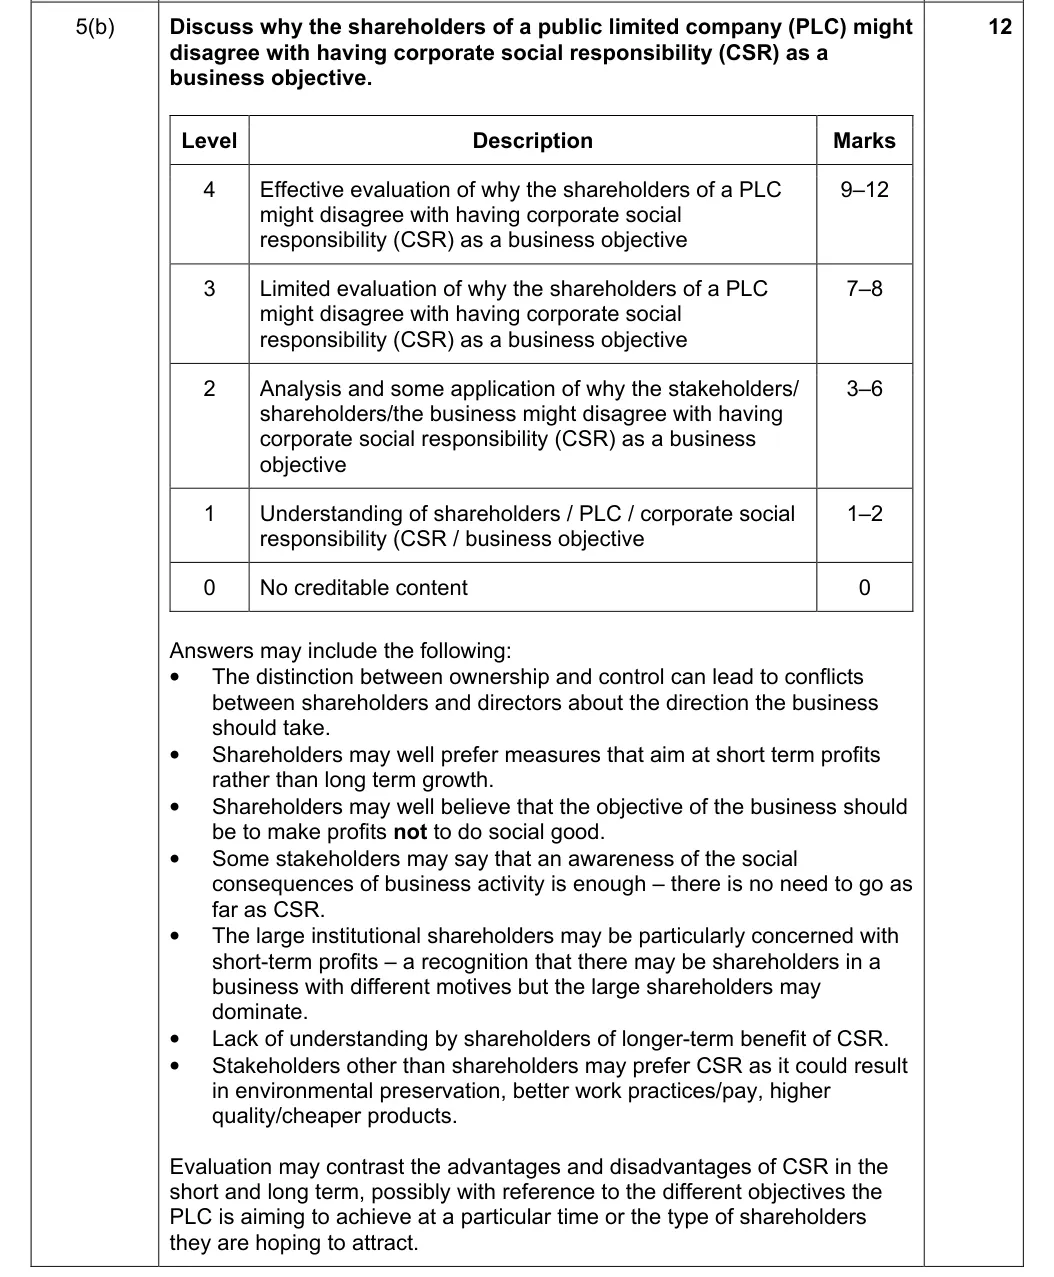 5(b) Discuss why the shareholders of a public limited company (PLC) might 12
disagree with having corporate social responsibility (CSR) as a
business objective.
Level Description Marks
4 Effective evaluation of why the shareholders of a PLC 9–12
might disagree with having corporate social
responsibility (CSR) as a business objective
3 Limited evaluation of why the shareholders of a PLC 7–8
might disagree with having corporate social
responsibility (CSR) as a business objective
2 Analysis and some application of why the stakeholders/ 3–6
shareholders/the business might disagree with having
corporate social responsibility (CSR) as a business
objective
1 Understanding of shareholders / PLC / corporate social 1–2
responsibility (CSR / business objective
0 No creditable content 0
Answers may include the following:
• The distinction between ownership and control can lead to conflicts
between shareholders and directors about the direction the business
should take.
• Shareholders may well prefer measures that aim at short term profits
rather than long term growth.
• Shareholders may well believe that the objective of the business should
be to make profits not to do social good.
• Some stakeholders may say that an awareness of the social
consequences of business activity is enough – there is no need to go as
far as CSR.
• The large institutional shareholders may be particularly concerned with
short-term profits – a recognition that there may be shareholders in a
business with different motives but the large shareholders may
dominate.
• Lack of understanding by shareholders of longer-term benefit of CSR.
• Stakeholders other than shareholders may prefer CSR as it could result
in environmental preservation, better work practices/pay, higher
quality/cheaper products.
Evaluation may contrast the advantages and disadvantages of CSR in the
short and long term, possibly with reference to the different objectives the
PLC is aiming to achieve at a particular time or the type of shareholders
they are hoping to attract.